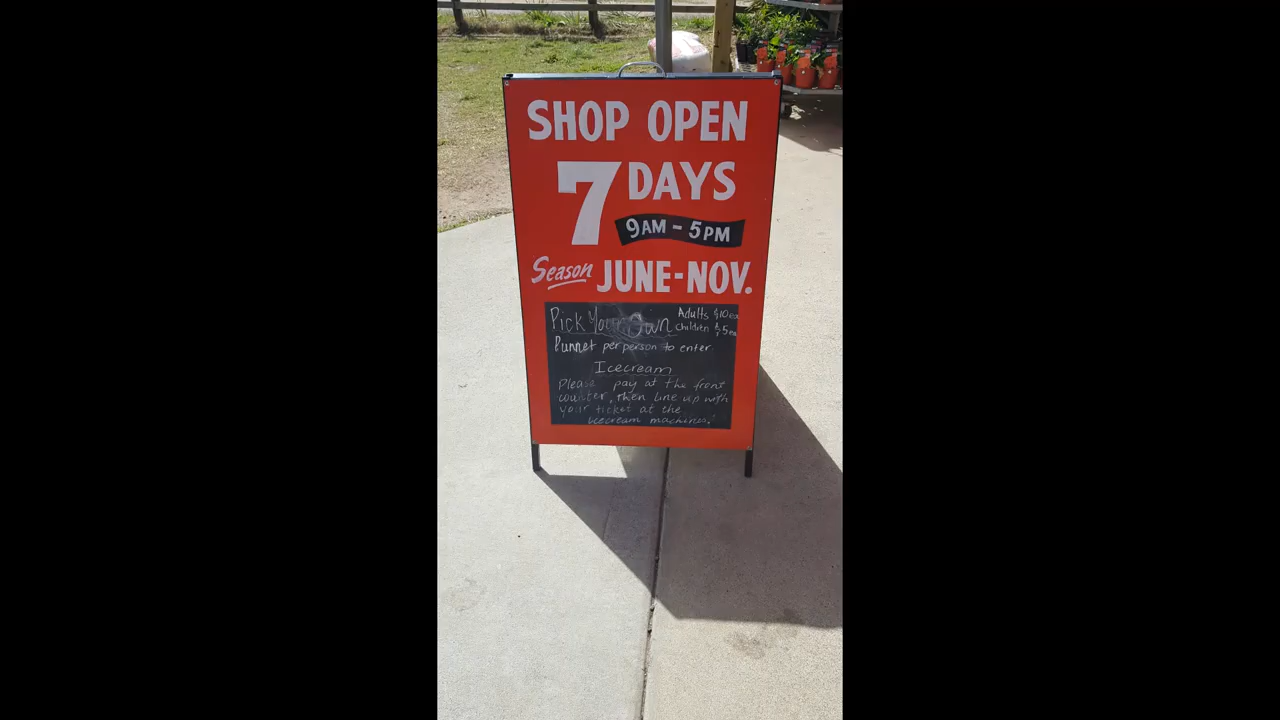 SHOP OPEN
7 DAYS
9AM - 5PM
Season JUNE-NOV.
Pick Your Own Adults $10ea
Children $5ea
Punnet per person to enter.
Icecream
Please pay at the front
counter, then line up with
your ticket at the
icecream machines!